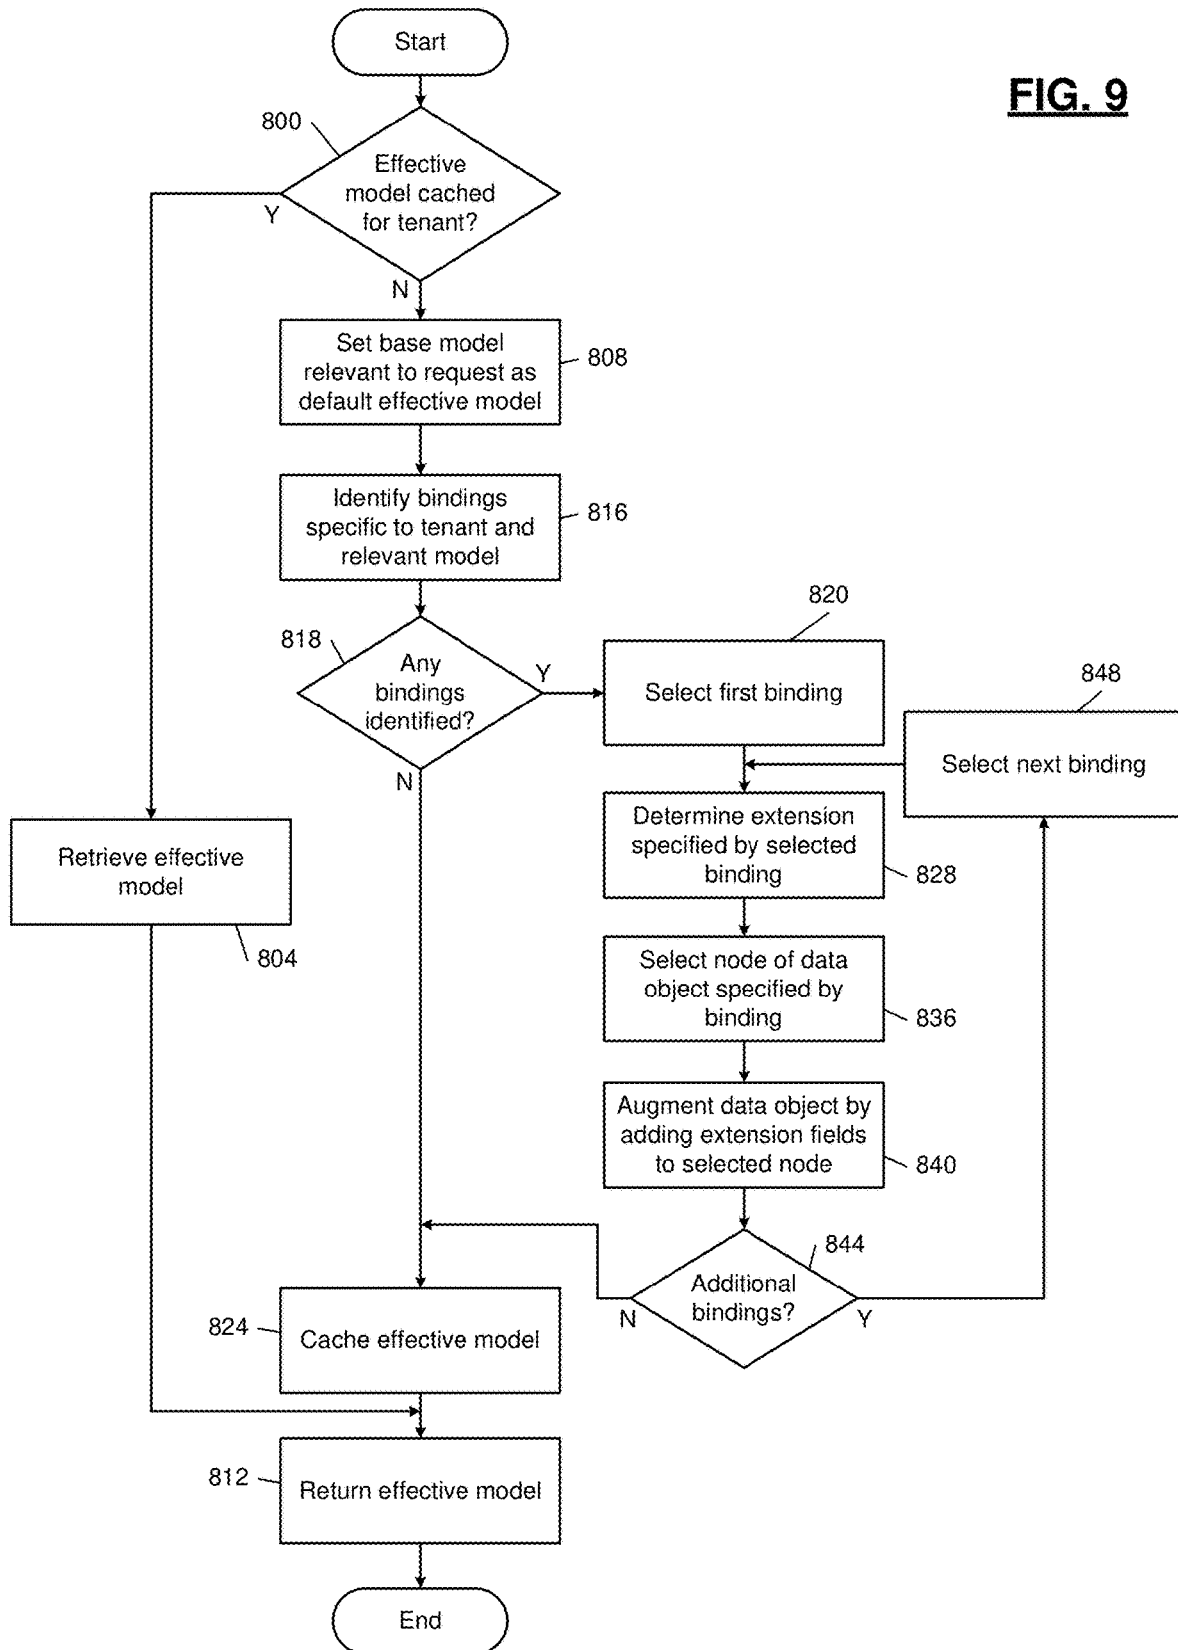 Start
FIG. 9
800
Effective
model cached
for tenant?
Y
N
Set base model
relevant to request as
default effective model
808
Identify bindings
specific to tenant and
relevant model
816
818
Any
bindings
identified?
Y
N
820
Select first binding
848
Select next binding
Determine extension
specified by selected
binding
828
Retrieve effective
model
804
Select node of data
object specified by
binding
836
Augment data object by
adding extension fields
to selected node
840
844
Additional
bindings?
N
Y
824
Cache effective model
812
Return effective model
End